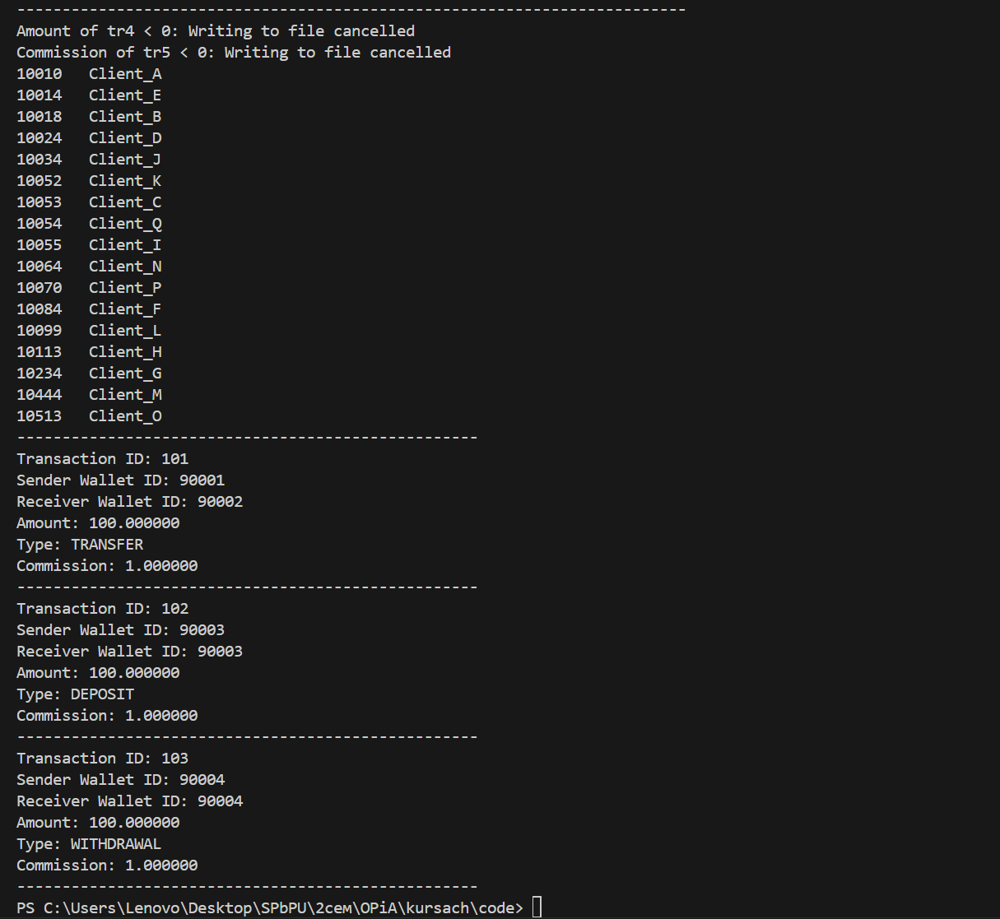 --------------------------------------------------------------------------
Amount of tr4 < 0: Writing to file cancelled
Commission of tr5 < 0: Writing to file cancelled
10010   Client_A
10014   Client_E
10018   Client_B
10024   Client_D
10034   Client_J
10052   Client_K
10053   Client_C
10054   Client_Q
10055   Client_I
10064   Client_N
10070   Client_P
10084   Client_F
10099   Client_L
10113   Client_H
10234   Client_G
10444   Client_M
10513   Client_O
---------------------------------------------------
Transaction ID: 101
Sender Wallet ID: 90001
Receiver Wallet ID: 90002
Amount: 100.000000
Type: TRANSFER
Commission: 1.000000
---------------------------------------------------
Transaction ID: 102
Sender Wallet ID: 90003
Receiver Wallet ID: 90003
Amount: 100.000000
Type: DEPOSIT
Commission: 1.000000
---------------------------------------------------
Transaction ID: 103
Sender Wallet ID: 90004
Receiver Wallet ID: 90004
Amount: 100.000000
Type: WITHDRAWAL
Commission: 1.000000
---------------------------------------------------
PS C:\Users\Lenovo\Desktop\SPbPU\2сем\OPiA\kursach\code>